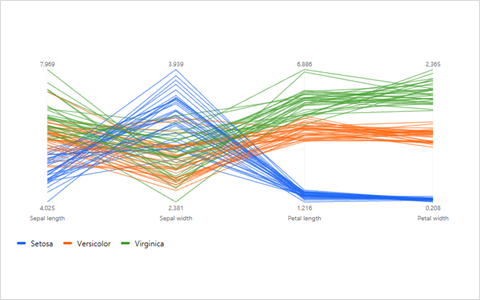 7.969 3.939 6.886 2.365
4.025 2.381 1.216 0.208
Sepal length Sepal width Petal length Petal width
Setosa Versicolor Virginica